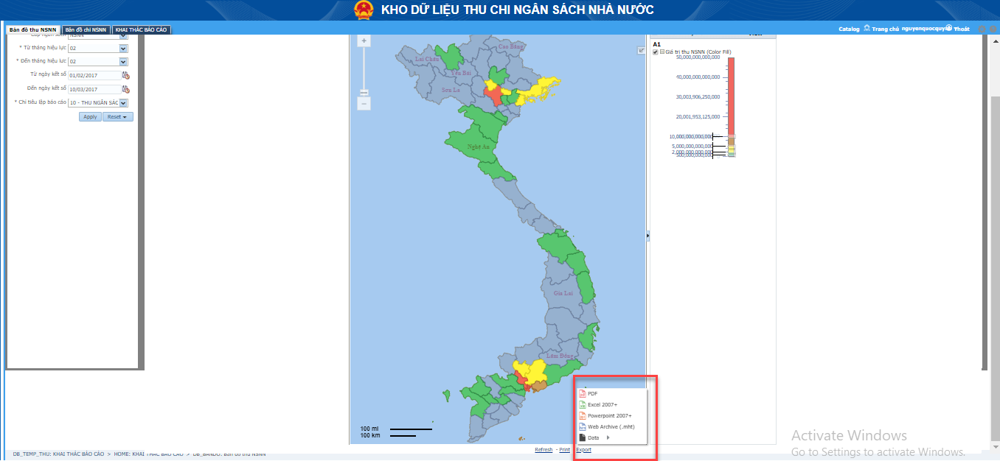 KHO DỮ LIỆU THU CHI NGÂN SÁCH NHÀ NƯỚC
Bản đồ thu NSNN
Bản đồ chi NSNN
KHAI THÁC BÁO CÁO
Catalog
Trang chủ
nguyenquocquy
Thoát
Cấp ngân sách NSNN
* Từ tháng hiệu lực 02
* Đến tháng hiệu lực 02
Từ ngày kết số 01/02/2017
Đến ngày kết số 10/03/2017
* Chỉ tiêu lập báo cáo 10 - THU NGÂN SÁC
Apply
Reset
Cao Bằng
Lai Châu
Yên Bái
Sơn La
Nghệ An
Gia Lai
Lâm Đồng
100 mi
100 km
A1
Giá trị thu NSNN (Color Fill)
50,000,000,000,000
40,000,000,000,000
30,003,906,250,000
20,001,953,125,000
10,000,000,000,000
5,000,000,000,000
2,000,000,000,000
500,000,000,000
PDF
Excel 2007+
Powerpoint 2007+
Web Archive (.mht)
Data
Refresh - Print - Export
DB_TEMP_THU: KHAI THÁC BÁO CÁO > HOME: KHAI THÁC BÁO CÁO > DB_BANDO: Bản đồ thu NSNN
Activate Windows
Go to Settings to activate Windows.